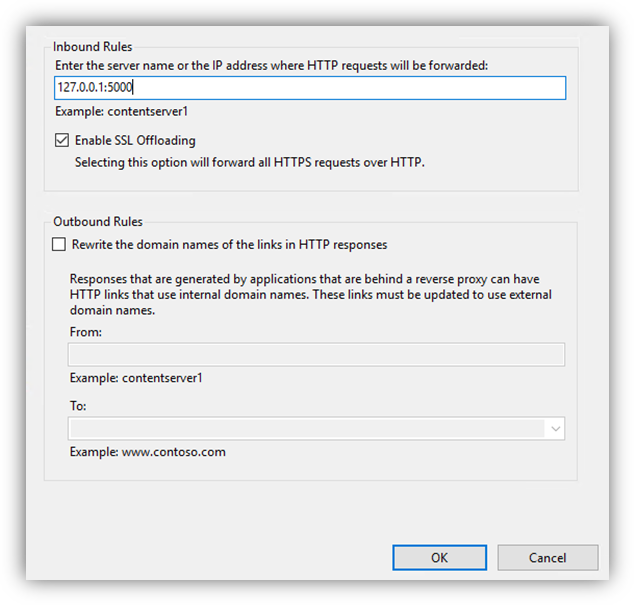 Inbound Rules
Enter the server name or the IP address where HTTP requests will be forwarded:
127.0.0.1:5000
Example: contentserver1
Enable SSL Offloading
Selecting this option will forward all HTTPS requests over HTTP.
Outbound Rules
Rewrite the domain names of the links in HTTP responses
Responses that are generated by applications that are behind a reverse proxy can have
HTTP links that use internal domain names. These links must be updated to use external
domain names.
From:
Example: contentserver1
To:
Example: www.contoso.com
OK
Cancel